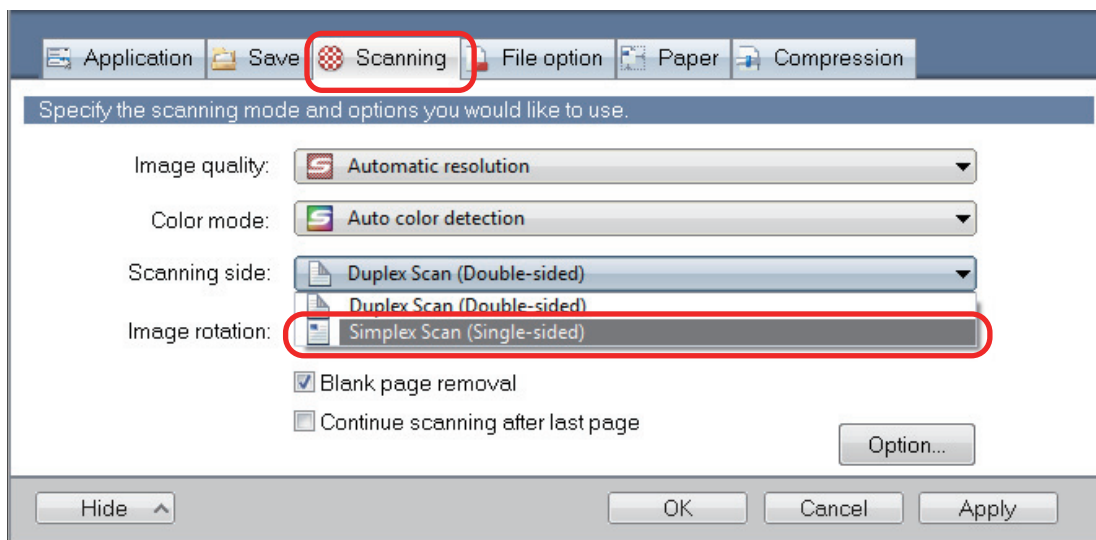 Application Save Scanning File option Paper Compression
Specify the scanning mode and options you would like to use.
Image quality: Automatic resolution
Color mode: Auto color detection
Scanning side: Duplex Scan (Double-sided)
Duplex Scan (Double-sided)
Image rotation: Simplex Scan (Single-sided)
Blank page removal
Continue scanning after last page
Option...
Hide OK Cancel Apply